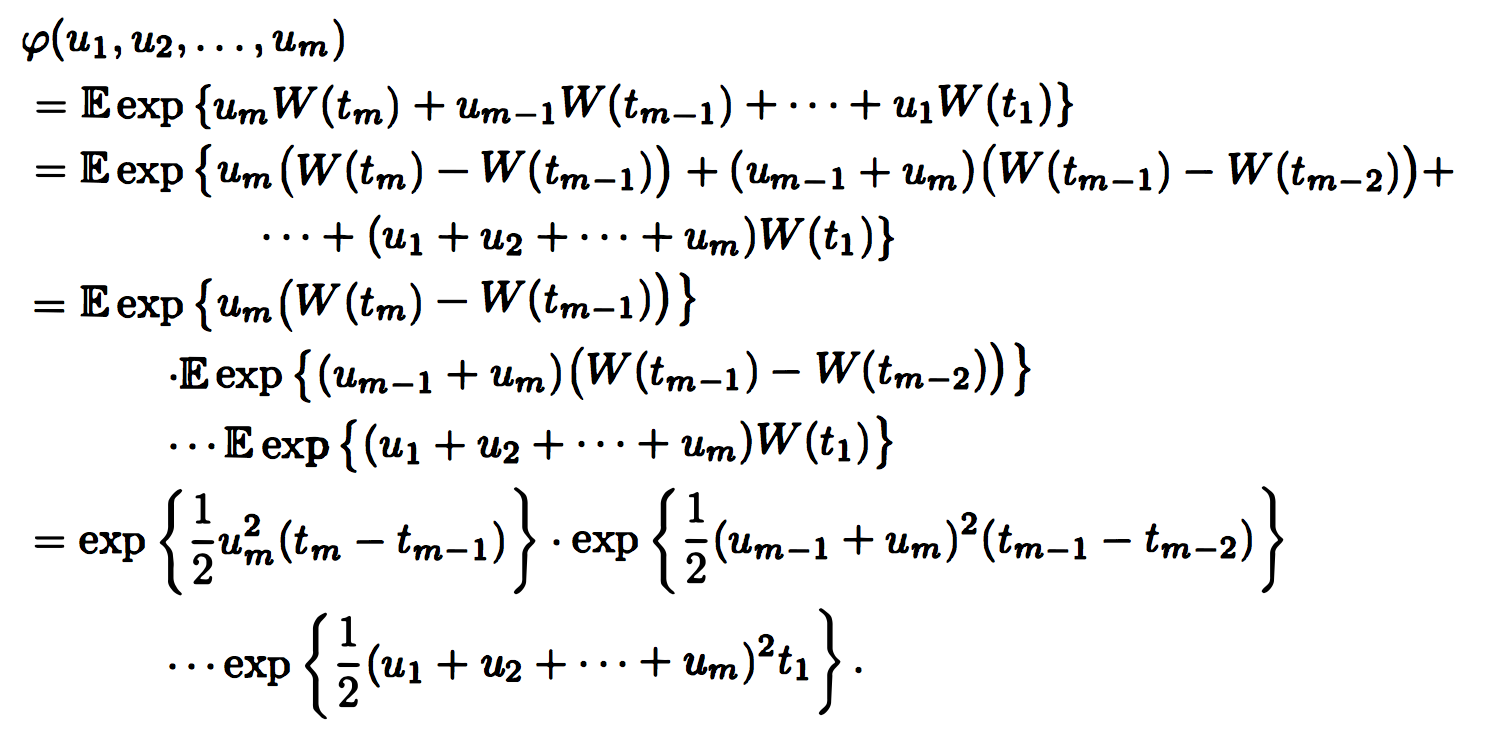 φ(u₁, u₂, . . . , uₘ)
= 𝔼 exp {uₘW(tₘ) + uₘ₋₁W(tₘ₋₁) + ··· + u₁W(t₁)}
= 𝔼 exp {uₘ(W(tₘ) − W(tₘ₋₁)) + (uₘ₋₁ + uₘ)(W(tₘ₋₁) − W(tₘ₋₂))+
··· + (u₁ + u₂ + ··· + uₘ)W(t₁)}
= 𝔼 exp {uₘ(W(tₘ) − W(tₘ₋₁))}
·𝔼 exp {(uₘ₋₁ + uₘ)(W(tₘ₋₁) − W(tₘ₋₂))}
··· 𝔼 exp {(u₁ + u₂ + ··· + uₘ)W(t₁)}
= exp {1/2 uₘ²(tₘ − tₘ₋₁)} · exp {1/2 (uₘ₋₁ + uₘ)²(tₘ₋₁ − tₘ₋₂)}
··· exp {1/2 (u₁ + u₂ + ··· + uₘ)²t₁} .